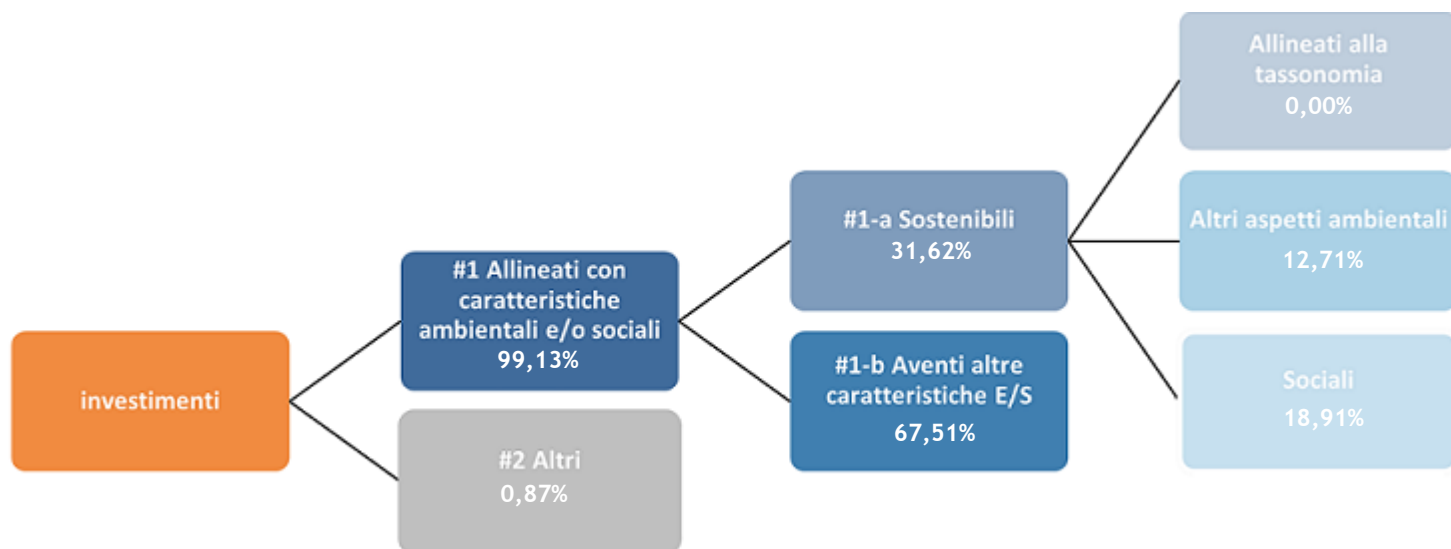 investimenti
#1 Allineati con
caratteristiche
ambientali e/o sociali
99,13%
#2 Altri
0,87%
#1-a Sostenibili
31,62%
#1-b Aventi altre
caratteristiche E/S
67,51%
Allineati alla
tassonomia
0,00%
Altri aspetti ambientali
12,71%
Sociali
18,91%